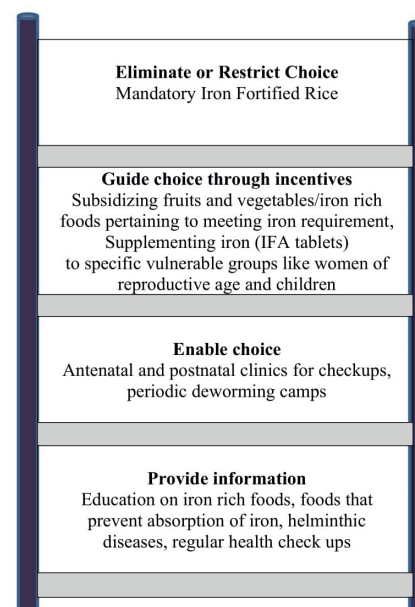 Eliminate or Restrict Choice
Mandatory Iron Fortified Rice
Guide choice through incentives
Subsidizing fruits and vegetables/iron rich
foods pertaining to meeting iron requirement,
Supplementing iron (IFA tablets)
to specific vulnerable groups like women of
reproductive age and children
Enable choice
Antenatal and postnatal clinics for checkups,
periodic deworming camps
Provide information
Education on iron rich foods, foods that
prevent absorption of iron, helminthic
diseases, regular health check ups